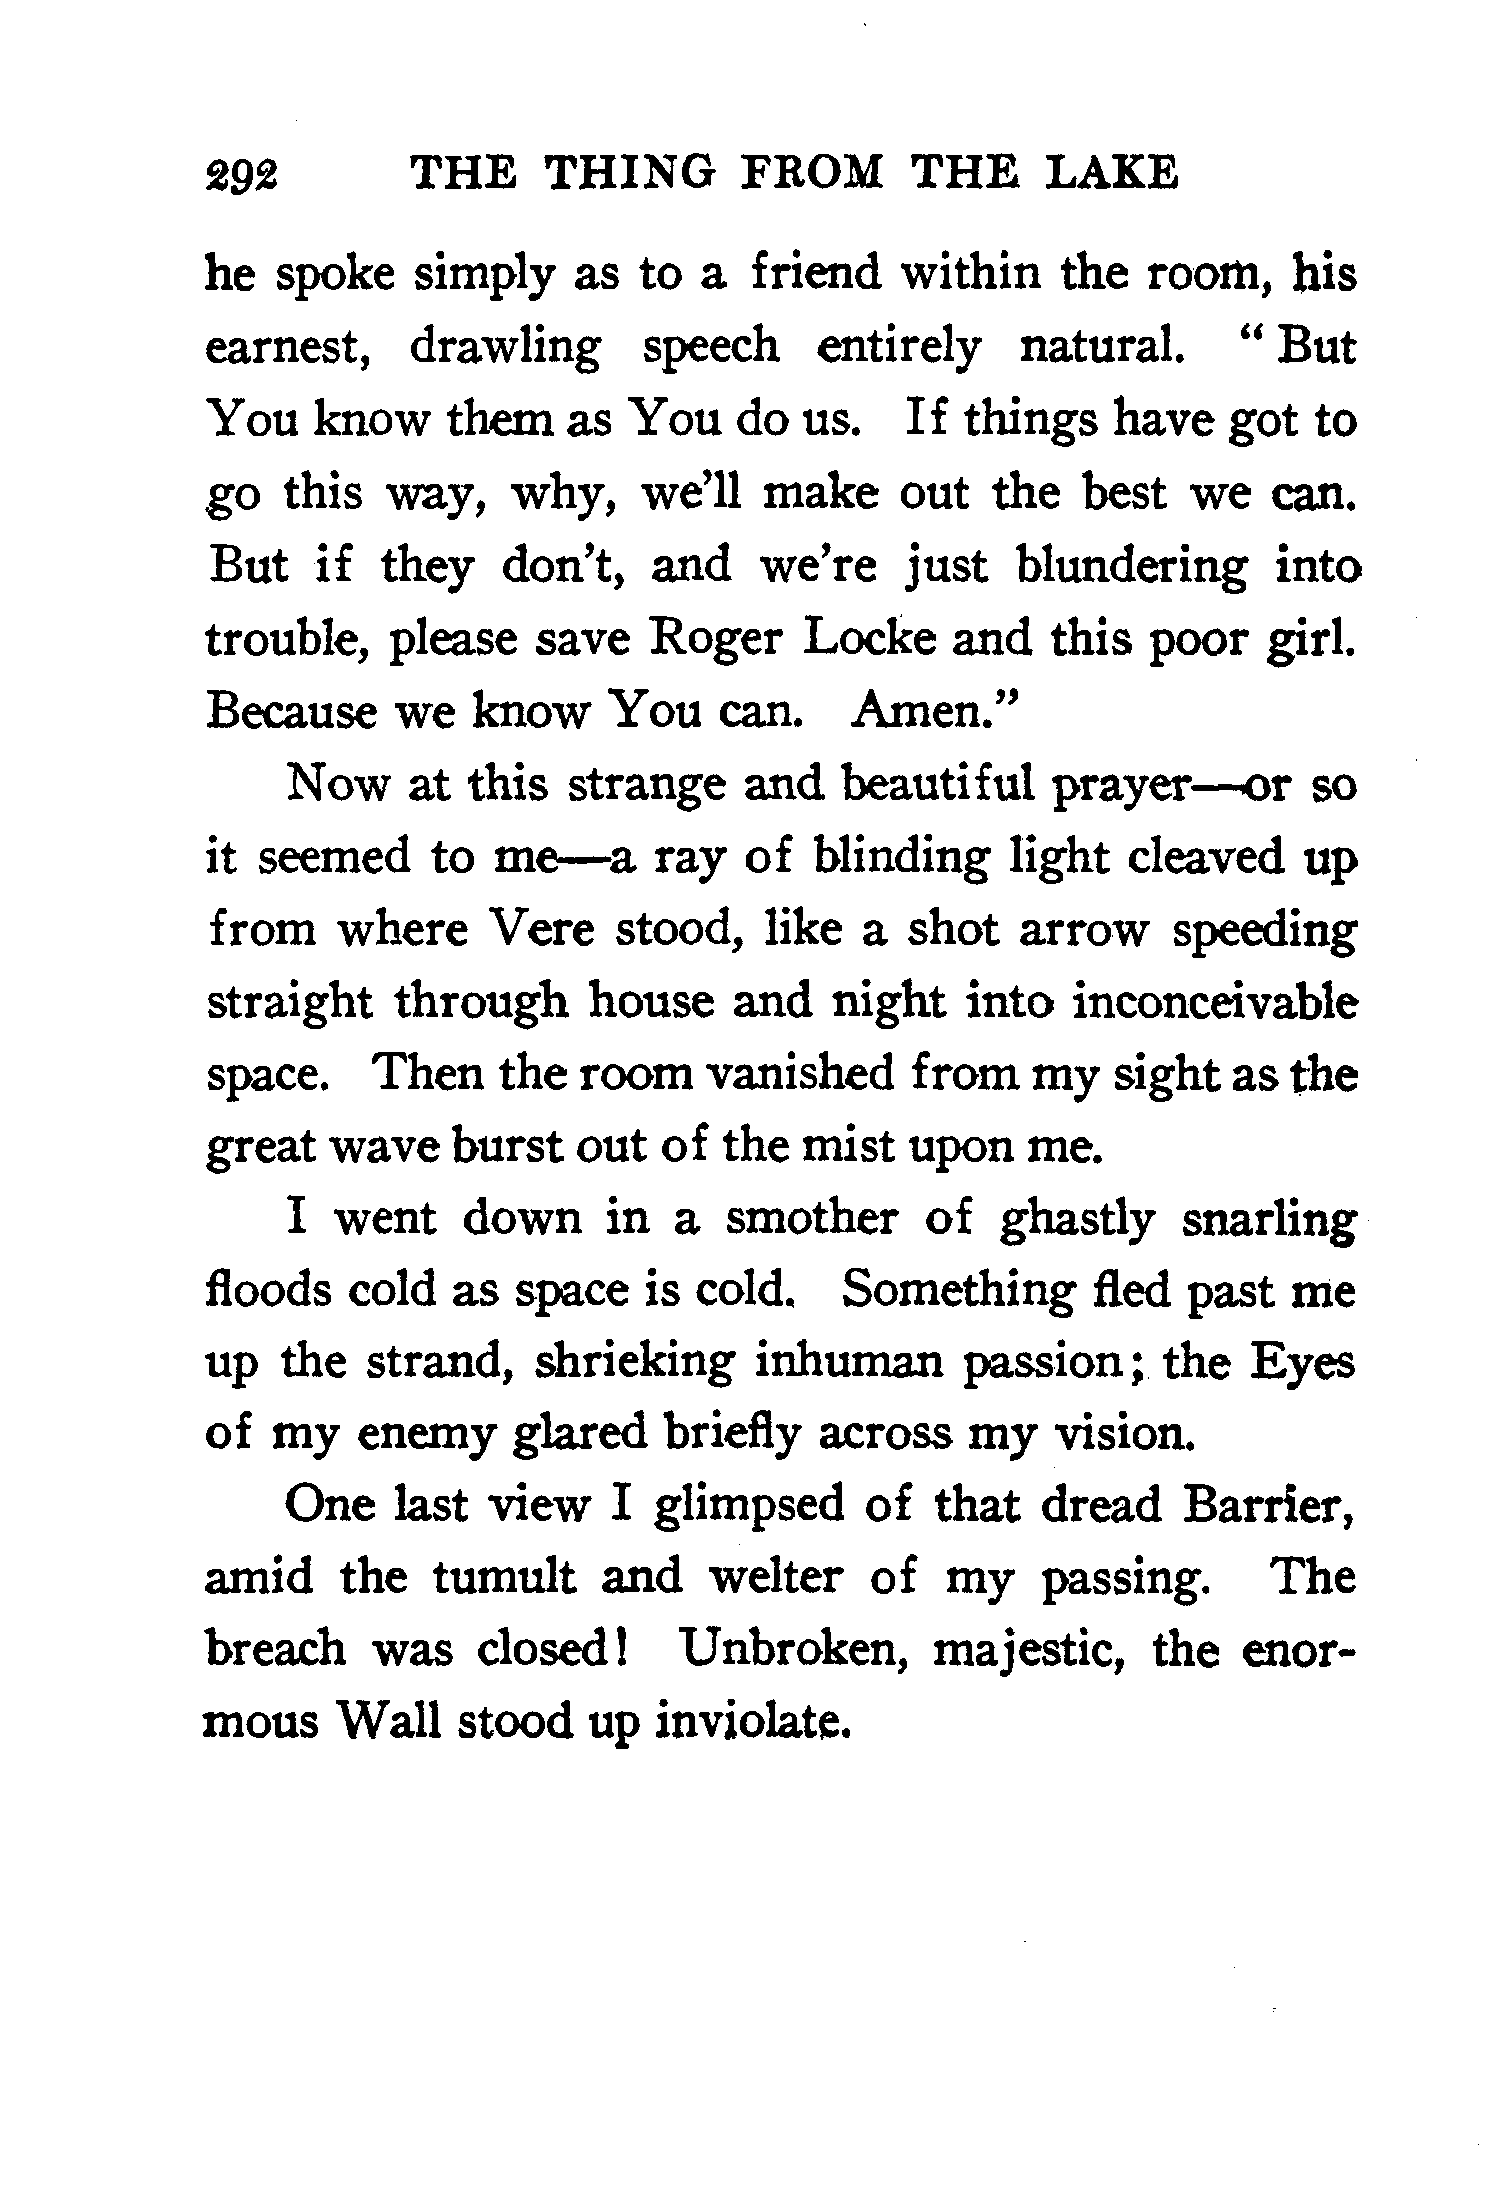 292 THE THING FROM THE LAKE
he spoke simply as to a friend within the room, his
earnest, drawling speech entirely natural. "But
You know them as You do us. If things have got to
go this way, why, we'll make out the best we can.
But if they don't, and we're just blundering into
trouble, please save Roger Locke and this poor girl.
Because we know You can. Amen."
Now at this strange and beautiful prayer—or so
it seemed to me—a ray of blinding light cleaved up
from where Vere stood, like a shot arrow speeding
straight through house and night into inconceivable
space. Then the room vanished from my sight as the
great wave burst out of the mist upon me.
I went down in a smother of ghastly snarling
floods cold as space is cold. Something fled past me
up the strand, shrieking inhuman passion; the Eyes
of my enemy glared briefly across my vision.
One last view I glimpsed of that dread Barrier,
amid the tumult and welter of my passing. The
breach was closed! Unbroken, majestic, the enor-
mous Wall stood up inviolate.